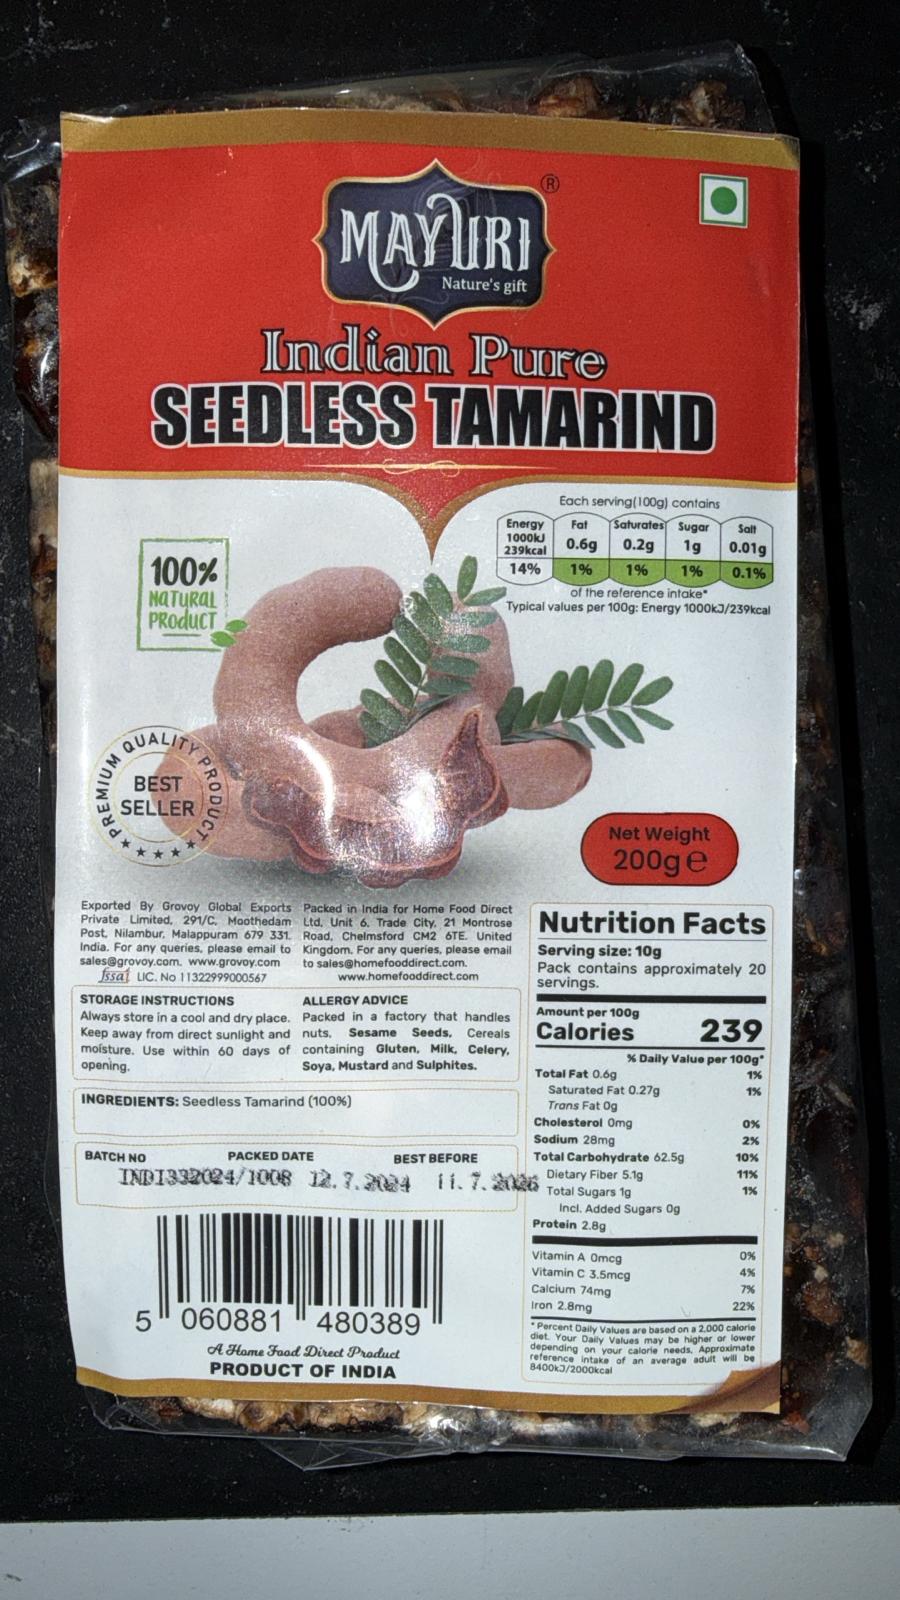 MAYURI ®
Nature's gift
Indian Pure
SEEDLESS TAMARIND
Each serving(100g) contains
Energy 1000kJ 239kcal 14%
Fat 0.6g 1%
Saturates 0.2g 1%
Sugar 1g 1%
Salt 0.01g 0.1%
of the reference intake*
Typical values per 100g: Energy 1000kJ/239kcal
100%
NATURAL
PRODUCT
PREMIUM QUALITY PRODUCT
BEST
SELLER
Net Weight
200g e
Exported By Grovoy Global Exports
Private Limited, 291/C, Moothedam
Post, Nilambur, Malappuram 679 331.
India. For any queries, please email to
sales@grovoy.com. www.grovoy.com
fssai LIC. No 11322999000567
Packed in India for Home Food Direct
Ltd, Unit 6, Trade City, 21 Montrose
Road, Chelmsford CM2 6TE. United
Kingdom. For any queries, please email
to sales@homefooddirect.com.
www.homefooddirect.com
STORAGE INSTRUCTIONS
Always store in a cool and dry place.
Keep away from direct sunlight and
moisture. Use within 60 days of
opening.
ALLERGY ADVICE
Packed in a factory that handles
nuts, Sesame Seeds, Cereals
containing Gluten, Milk, Celery,
Soya, Mustard and Sulphites.
INGREDIENTS: Seedless Tamarind (100%)
BATCH NO PACKED DATE BEST BEFORE
INDI332024/1008 12.7.2024 11.7.2026
5 060881 480389
A Home Food Direct Product
PRODUCT OF INDIA
Nutrition Facts
Serving size: 10g
Pack contains approximately 20
servings.
Amount per 100g
Calories 239
% Daily Value per 100g*
Total Fat 0.6g 1%
Saturated Fat 0.27g 1%
Trans Fat 0g
Cholesterol 0mg 0%
Sodium 28mg 2%
Total Carbohydrate 62.5g 10%
Dietary Fiber 5.1g 11%
Total Sugars 1g 1%
Incl. Added Sugars 0g
Protein 2.8g
Vitamin A 0mcg 0%
Vitamin C 3.5mcg 4%
Calcium 74mg 7%
Iron 2.8mg 22%
* Percent Daily Values are based on a 2,000 calorie
diet. Your Daily Values may be higher or lower
depending on your calorie needs. Approximate
reference intake of an average adult will be
8400kJ/2000kcal